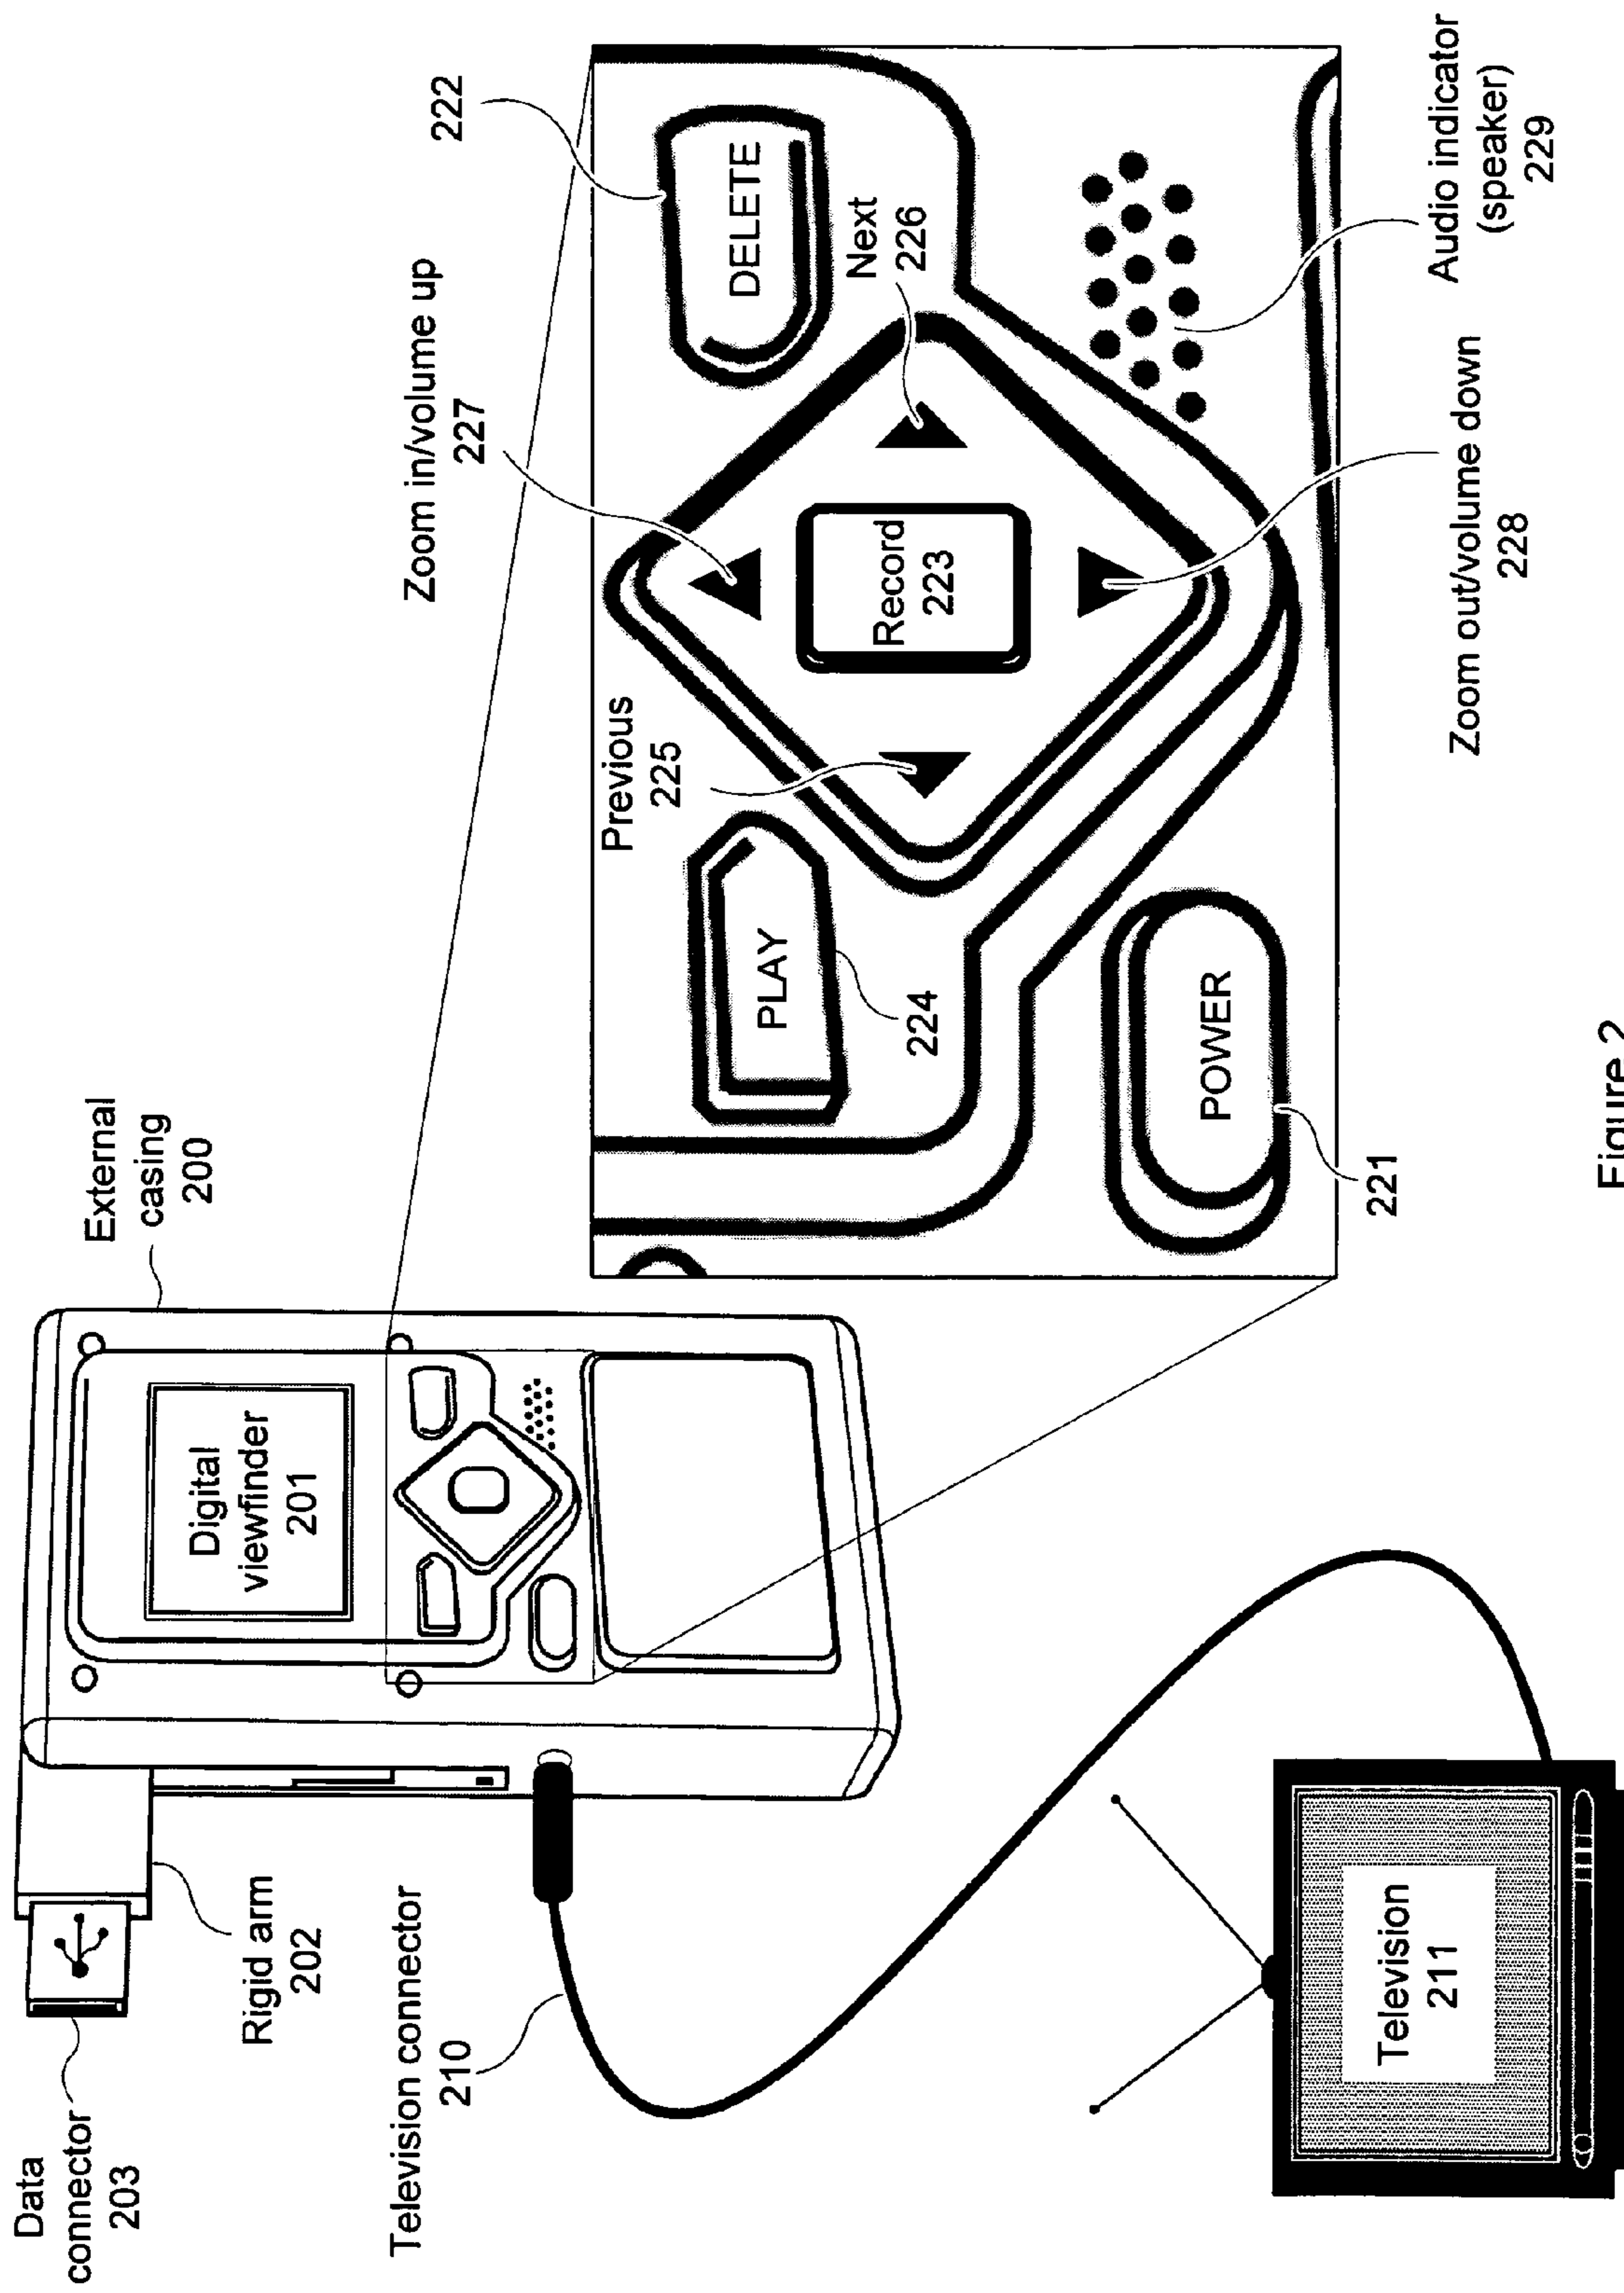 Data
connector
203
Rigid arm
202
External
casing
200
Digital
viewfinder
201
Television connector
210
Television
211
Zoom in/volume up
227
222
DELETE
Next
226
Previous
225
Record
223
PLAY
224
POWER
221
Audio indicator
(speaker)
229
Zoom out/volume down
228
Figure 2